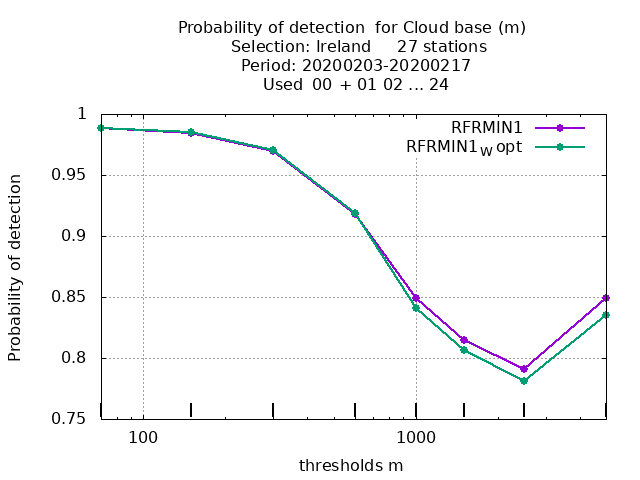 Probability of detection  for Cloud base (m)
Selection: Ireland     27 stations
Period: 20200203-20200217
Used  00 + 01 02 ... 24
RFRMIN1
RFRMIN1W opt
1
0.95
0.9
0.85
0.8
0.75
Probability of detection
100
1000
thresholds m